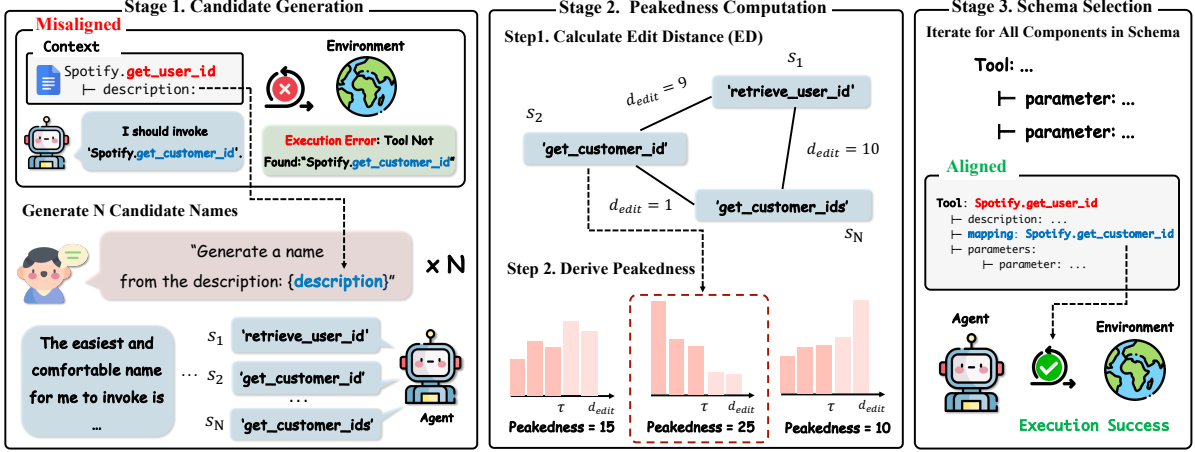 Stage 1. Candidate Generation
Misaligned
Context
Spotify.get_user_id
├─ description:
Environment
I should invoke
'Spotify.get_customer_id'.
Execution Error: Tool Not
Found:"Spotify.get_customer_id"
Generate N Candidate Names
"Generate a name
from the description: {description}"
x N
The easiest and
comfortable name
for me to invoke is
...
s₁ 'retrieve_user_id'
... s₂ 'get_customer_id'
...
s_N 'get_customer_ids'
Agent
Stage 2. Peakedness Computation
Step1. Calculate Edit Distance (ED)
s₁
'retrieve_user_id'
d_edit = 9
s₂
'get_customer_id'
d_edit = 10
d_edit = 1
'get_customer_ids'
s_N
Step 2. Derive Peakedness
τ d_edit
τ d_edit
τ d_edit
Peakedness = 15
Peakedness = 25
Peakedness = 10
Stage 3. Schema Selection
Iterate for All Components in Schema
Tool: ...
├─ parameter: ...
├─ parameter: ...
Aligned
Tool: Spotify.get_user_id
├─ description: ...
├─ mapping: Spotify.get_customer_id
├─ parameters:
├─ parameter: ...
Agent
Environment
Execution Success